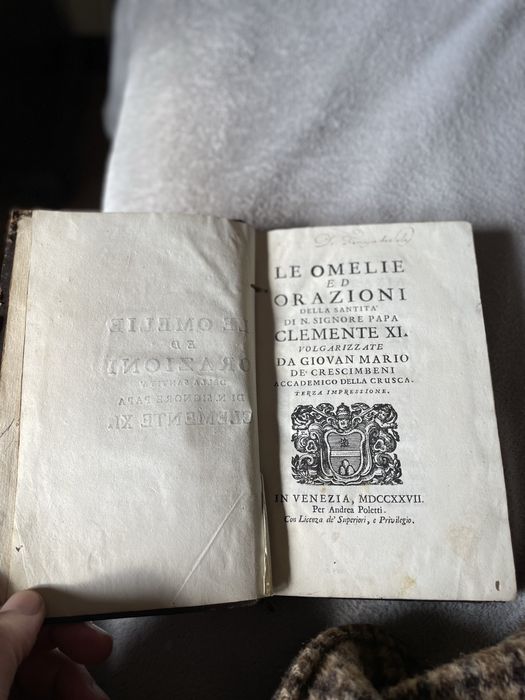 LE OMELIE
ED
ORAZIONI
DELLA SANTITA'
DI N. SIGNORE PAPA
CLEMENTE XI.
VOLGARIZZATE
DA GIOVAN MARIO
DE' CRESCIMBENI
ACCADEMICO DELLA CRUSCA.
TERZA IMPRESSIONE.
IN VENEZIA, MDCCXXVII.
Per Andrea Poletti.
Con Licenza de' Superiori, e Privilegio.